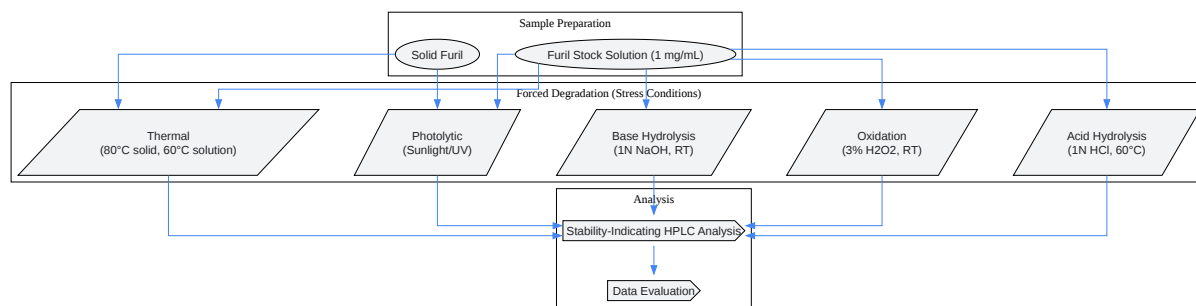 Sample Preparation
Solid Furil
Furil Stock Solution (1 mg/mL)
Forced Degradation (Stress Conditions)
Thermal
(80°C solid, 60°C solution)
Photolytic
(Sunlight/UV)
Base Hydrolysis
(1N NaOH, RT)
Oxidation
(3% H2O2, RT)
Acid Hydrolysis
(1N HCl, 60°C)
Analysis
Stability-Indicating HPLC Analysis
Data Evaluation